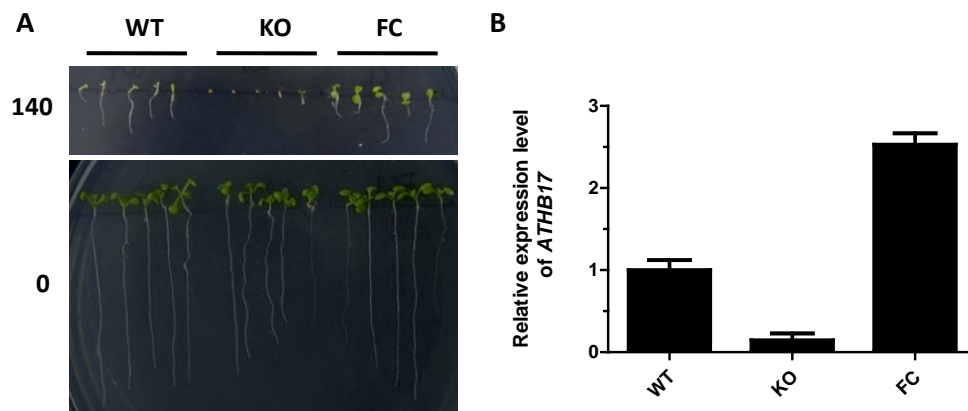 A
WT KO FC
140
0
B
Relative expression level
of ATHB17
3
2
1
0
WT
KO
FC